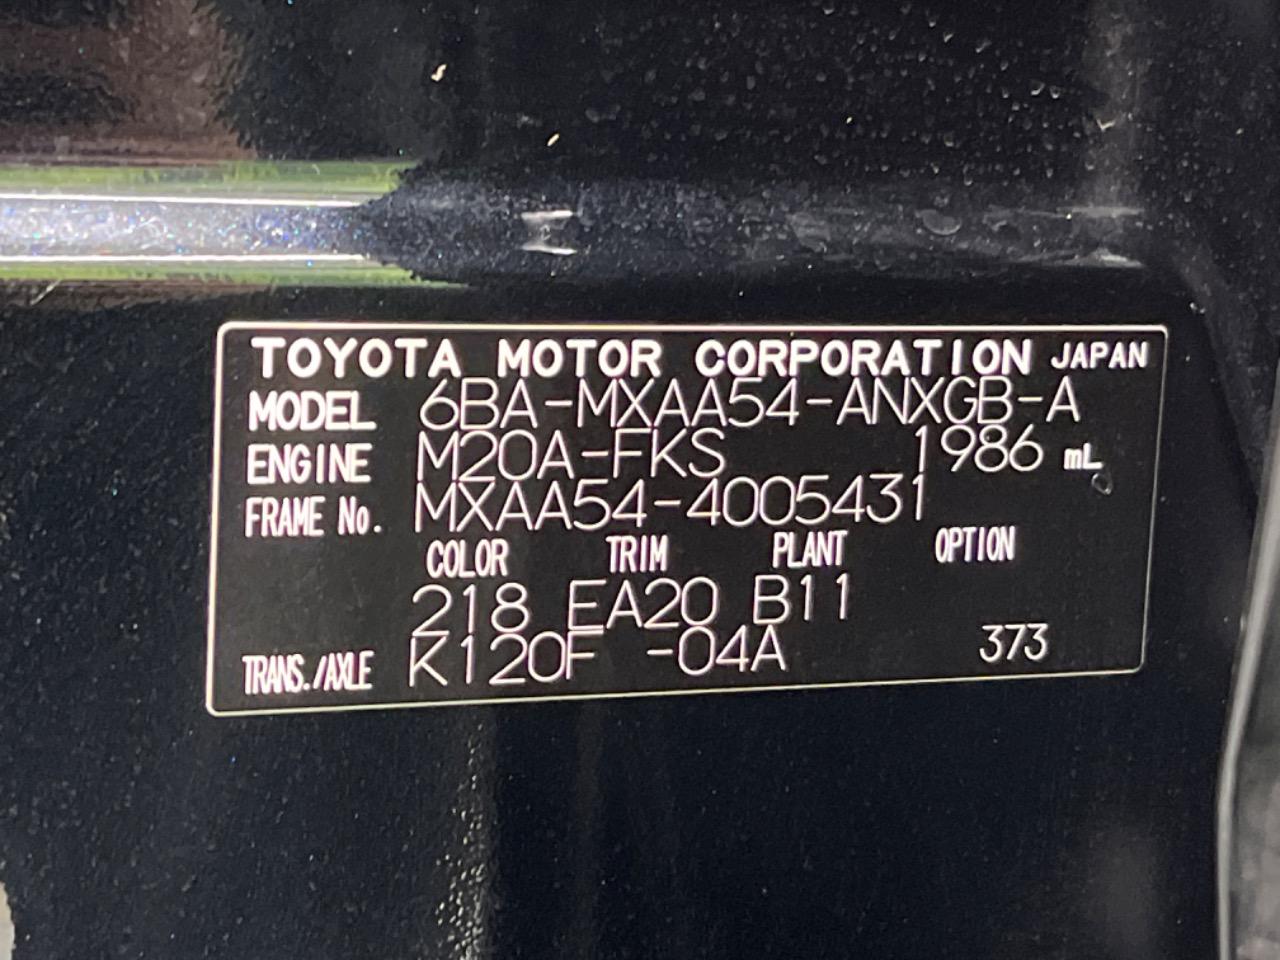 TOYOTA MOTOR CORPORATION JAPAN
MODEL 6BA-MXAA54-ANXGB-A
ENGINE M20A-FKS 1986 mL
FRAME No. MXAA54-4005431
COLOR TRIM PLANT OPTION
218 EA20 B11
TRANS./AXLE K120F -04A 373